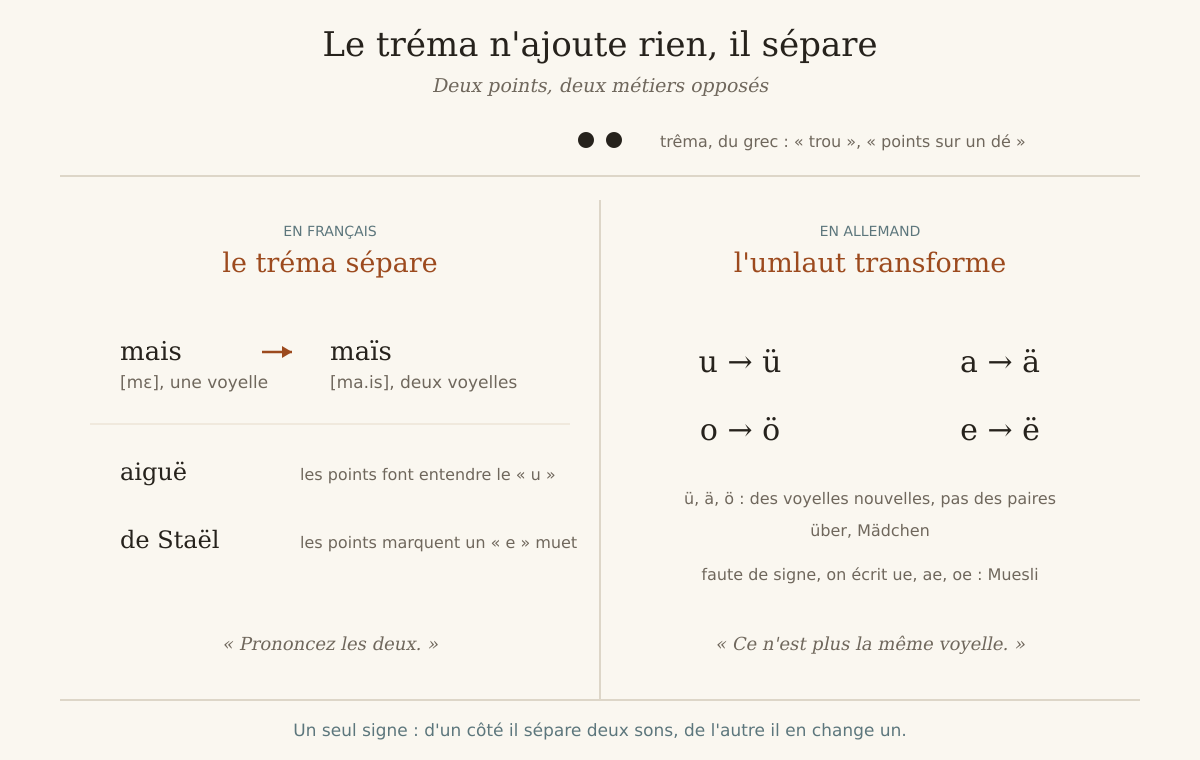 Le tréma n'ajoute rien, il sépare
Deux points, deux métiers opposés
trêma, du grec : « trou », « points sur un dé »
EN FRANÇAIS
le tréma sépare
mais → maïs
[mɛ], une voyelle [ma.is], deux voyelles
aiguë les points font entendre le « u »
de Staël les points marquent un « e » muet
« Prononcez les deux. »
EN ALLEMAND
l'umlaut transforme
u → ü a → ä
o → ö e → ë
ü, ä, ö : des voyelles nouvelles, pas des paires
über, Mädchen
faute de signe, on écrit ue, ae, oe : Muesli
« Ce n'est plus la même voyelle. »
Un seul signe : d'un côté il sépare deux sons, de l'autre il en change un.